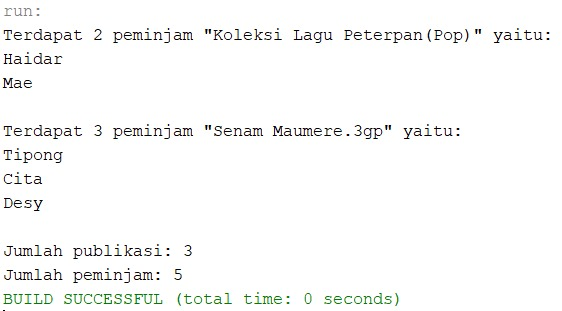 run:
Terdapat 2 peminjam "Koleksi Lagu Peterpan(Pop)" yaitu:
Haidar
Mae
Terdapat 3 peminjam "Senam Maumere.3gp" yaitu:
Tipong
Cita
Desy
Jumlah publikasi: 3
Jumlah peminjam: 5
BUILD SUCCESSFUL (total time: 0 seconds)